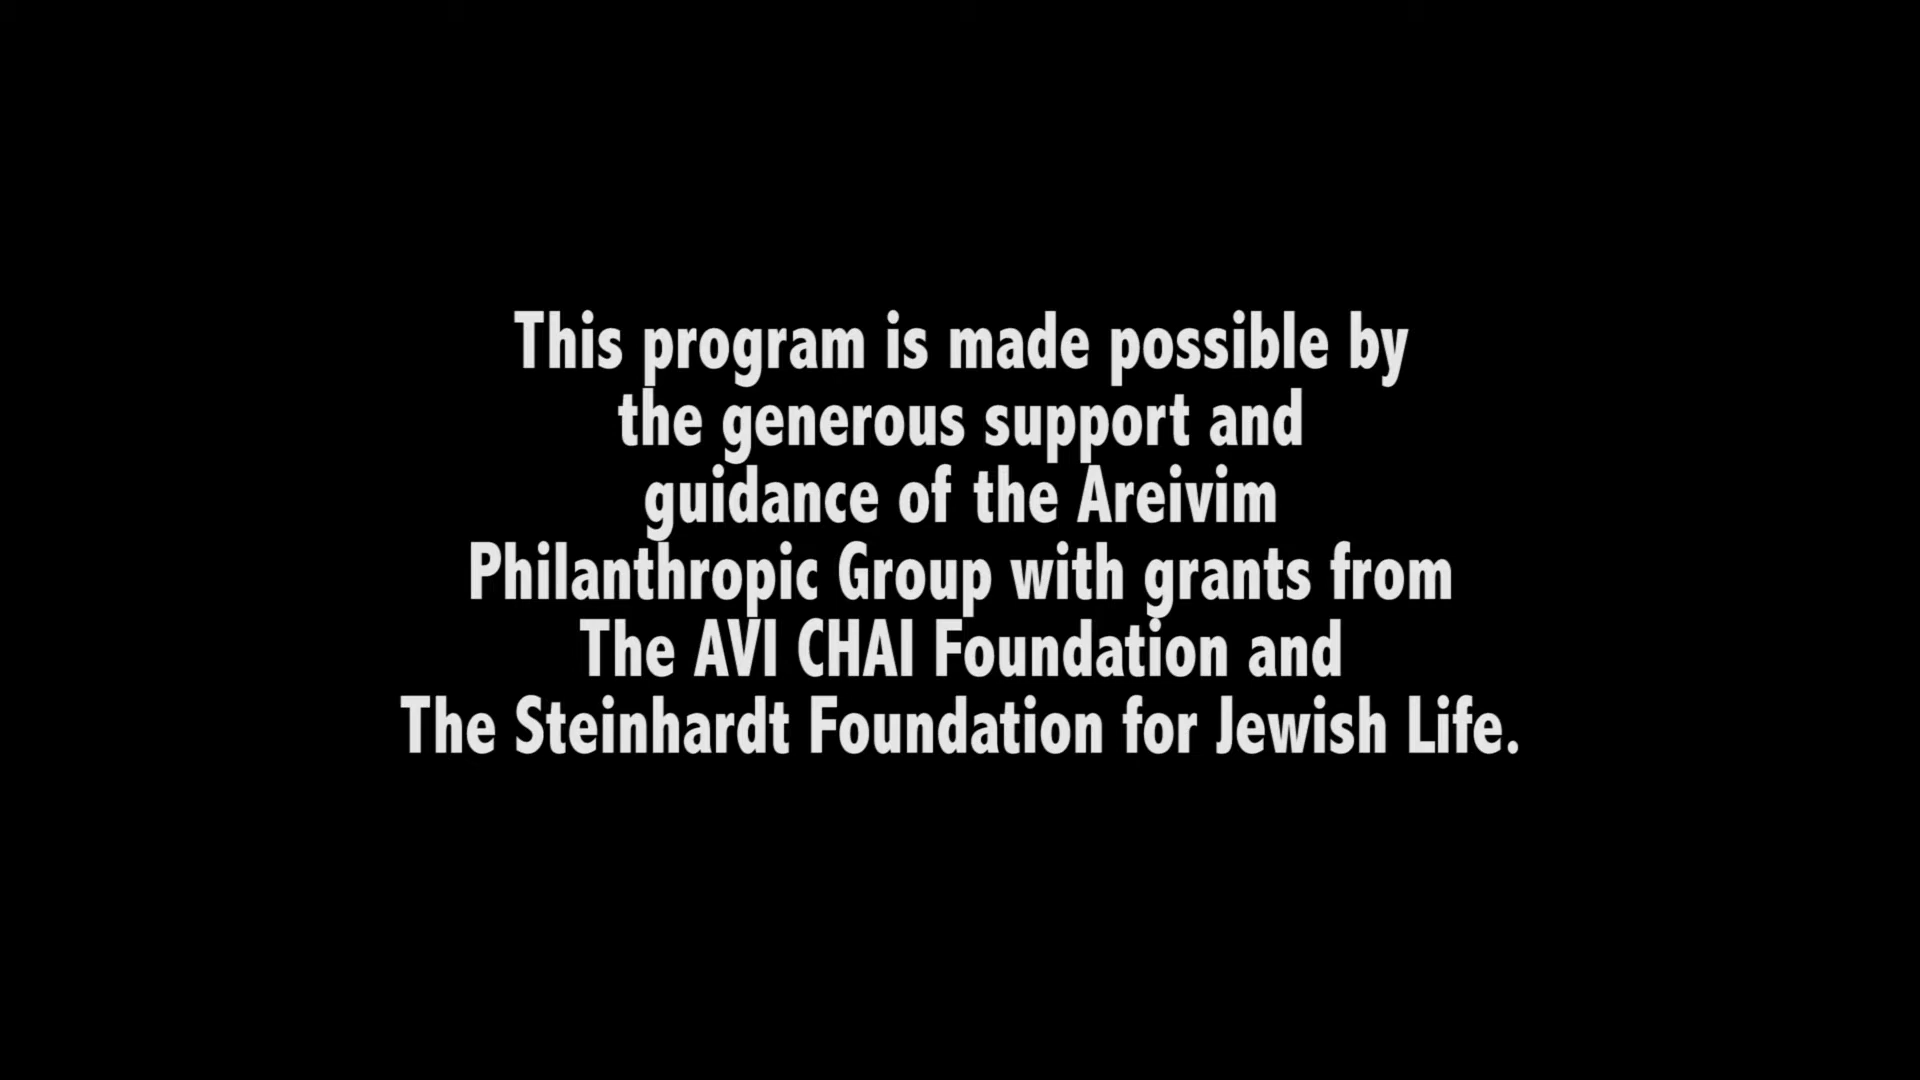 This program is made possible by
the generous support and
guidance of the Areivim
Philanthropic Group with grants from
The AVI CHAI Foundation and
The Steinhardt Foundation for Jewish Life.